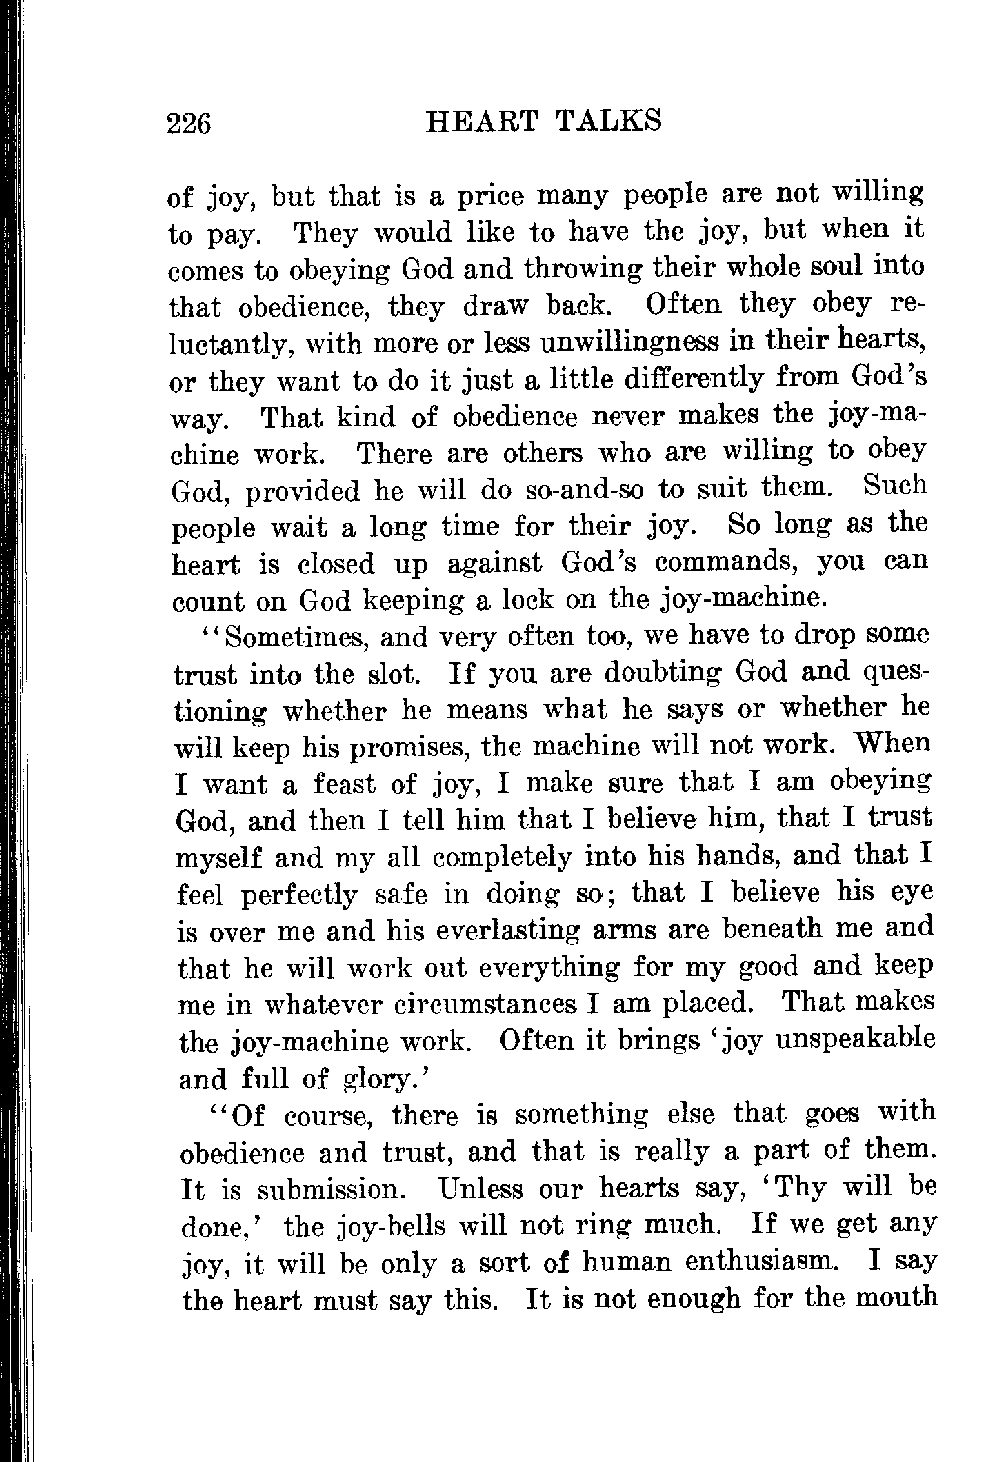 226 HEART TALKS
of joy, but that is a price many people are not willing
to pay. They would like to have the joy, but when it
comes to obeying God and throwing their whole soul into
that obedience, they draw back. Often they obey re-
luctantly, with more or less unwillingness in their hearts,
or they want to do it just a little differently from God's
way. That kind of obedience never makes the joy-ma-
chine work. There are others who are willing to obey
God, provided he will do so-and-so to suit them. Such
people wait a long time for their joy. So long as the
heart is closed up against God's commands, you can
count on God keeping a lock on the joy-machine.
"Sometimes, and very often too, we have to drop some
trust into the slot. If you are doubting God and ques-
tioning whether he means what he says or whether he
will keep his promises, the machine will not work. When
I want a feast of joy, I make sure that I am obeying
God, and then I tell him that I believe him, that I trust
myself and my all completely into his hands, and that I
feel perfectly safe in doing so; that I believe his eye
is over me and his everlasting arms are beneath me and
that he will work out everything for my good and keep
me in whatever circumstances I am placed. That makes
the joy-machine work. Often it brings 'joy unspeakable
and full of glory.'
"Of course, there is something else that goes with
obedience and trust, and that is really a part of them.
It is submission. Unless our hearts say, 'Thy will be
done,' the joy-bells will not ring much. If we get any
joy, it will be only a sort of human enthusiasm. I say
the heart must say this. It is not enough for the mouth